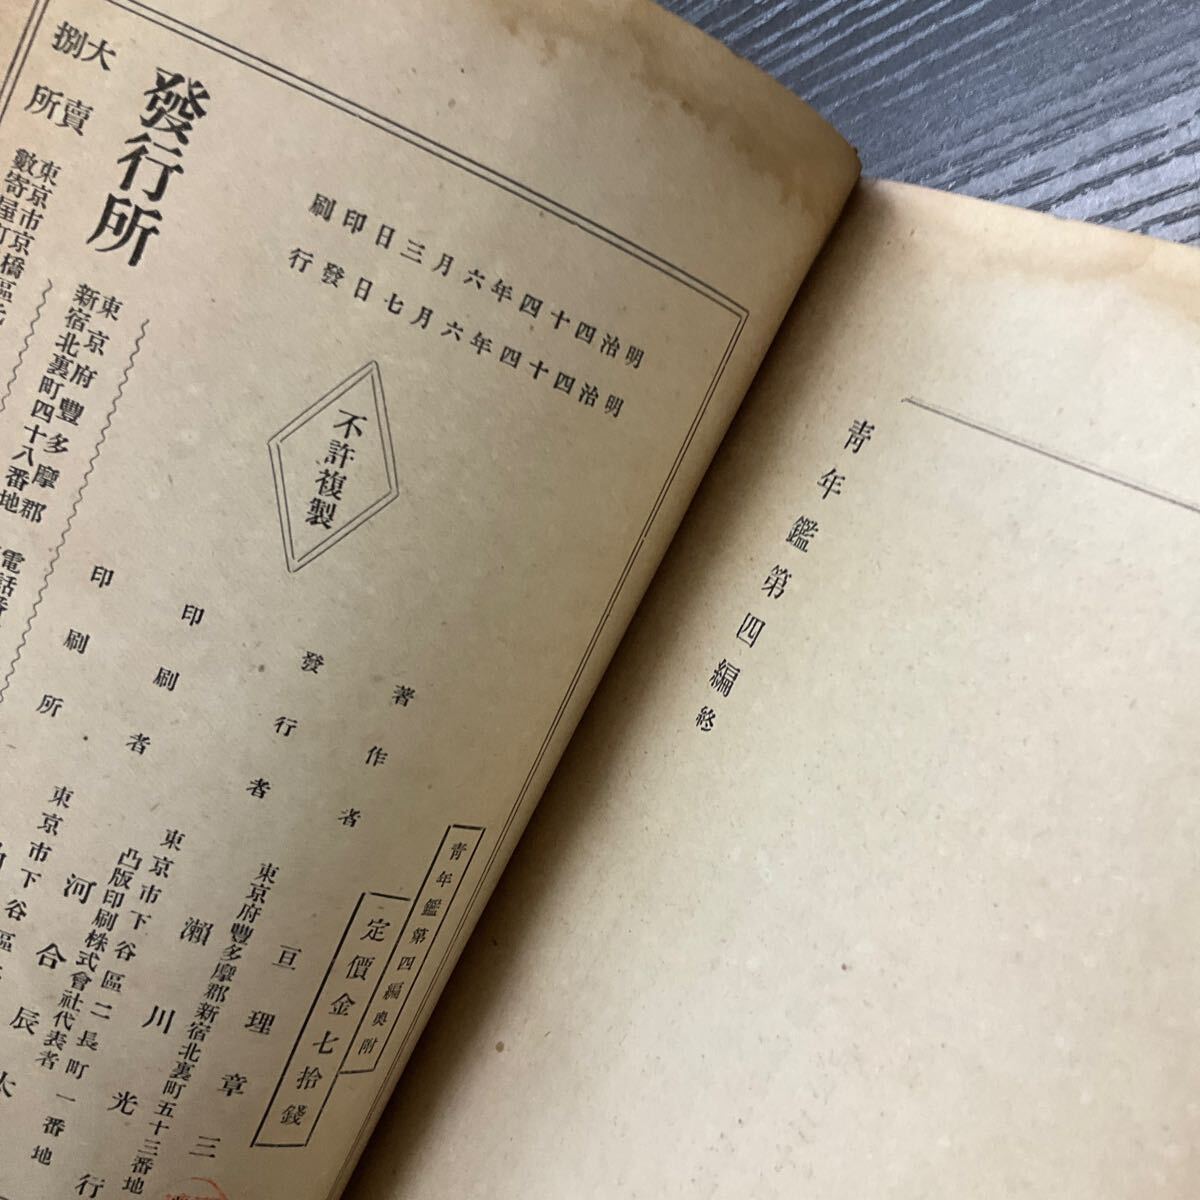 青年鑑第四編終
明治四十四年六月三日印刷
明治四十四年六月七日發行
不許複製
青年鑑第四編奥附
定價金七拾錢
著作者 亘理章三
東京府豐多摩郡新宿北裏町五十三番地
發行者 瀬川光行
東京市下谷區二長町一番地
凸版印刷株式會社代表者
印刷者 河合辰太
東京市下谷區
印刷所
發行所
東京府豐多摩郡
新宿北裏町四十八番地
電話番
大賣捌所
東京市京橋區元
數寄屋町